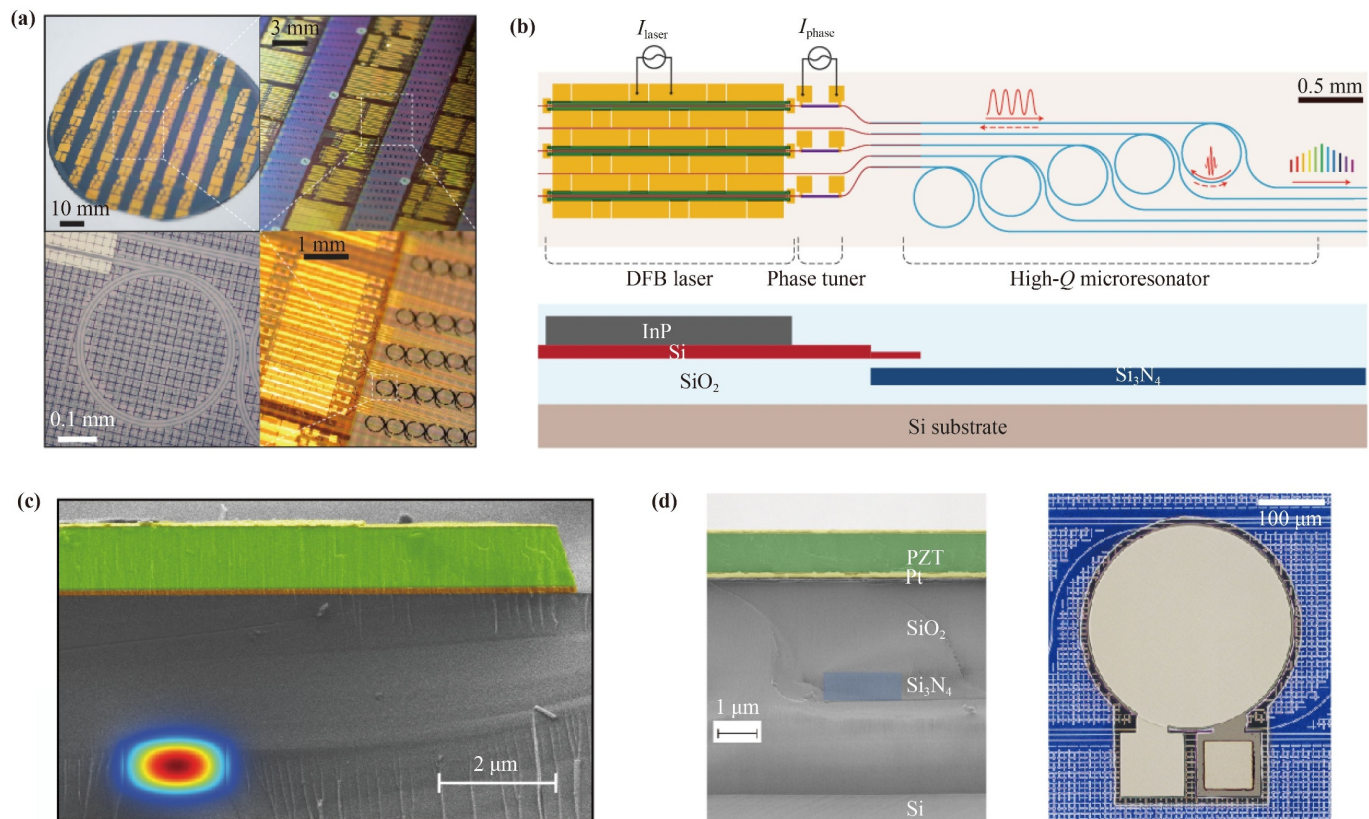 (a)
3 mm
10 mm
0.1 mm
1 mm
(b)
I_laser
I_phase
0.5 mm
DFB laser
Phase tuner
High-Q microresonator
InP
Si
SiO₂
Si₃N₄
Si substrate
(c)
2 μm
(d)
PZT
Pt
SiO₂
Si₃N₄
1 μm
Si
100 μm